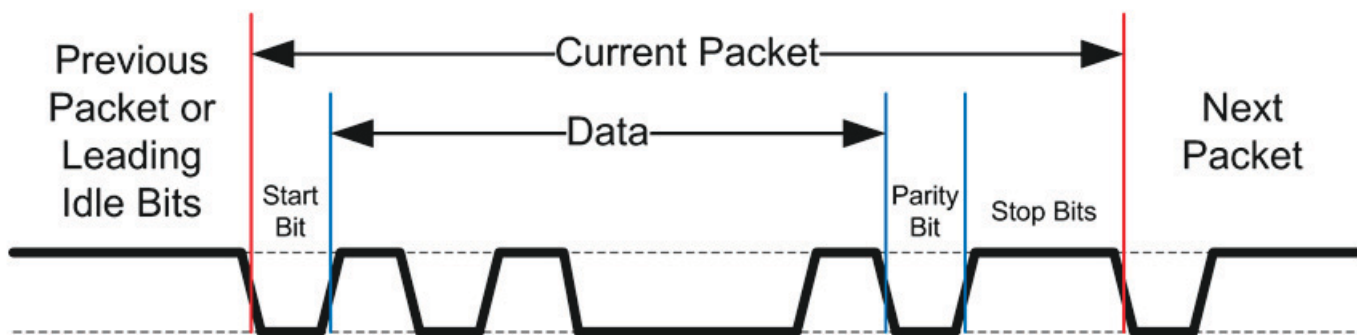 Previous
Packet or
Leading
Idle Bits
Current Packet
Data
Start
Bit
Parity
Bit
Stop Bits
Next
Packet